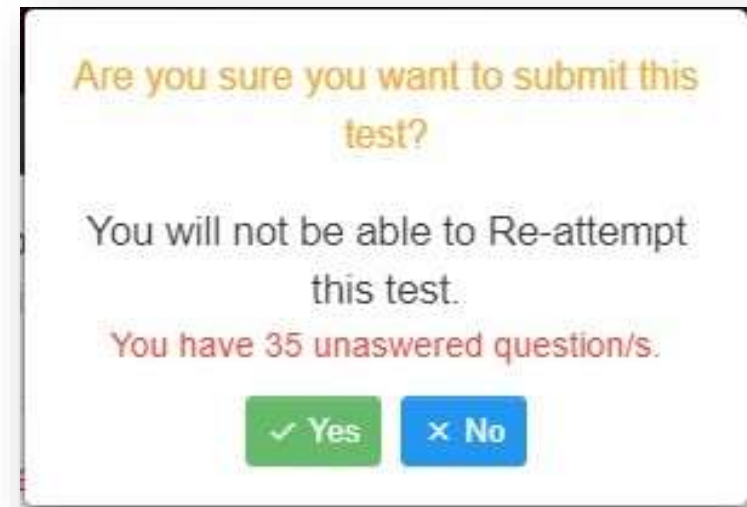 Are you sure you want to submit this
test?
You will not be able to Re-attempt
this test.
You have 35 unaswered question/s.
✓ Yes
× No